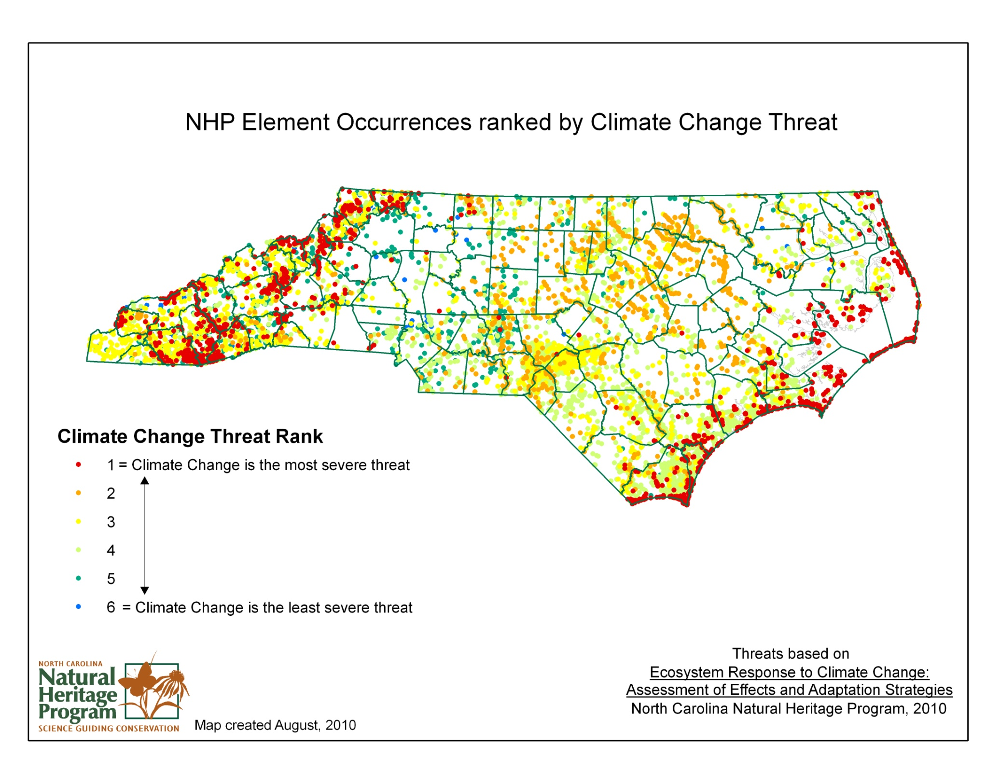 NHP Element Occurrences ranked by Climate Change Threat
Climate Change Threat Rank
1 = Climate Change is the most severe threat
2
3
4
5
6 = Climate Change is the least severe threat
NORTH CAROLINA
Natural
Heritage
Program
SCIENCE GUIDING CONSERVATION
Map created August, 2010
Threats based on
Ecosystem Response to Climate Change:
Assessment of Effects and Adaptation Strategies
North Carolina Natural Heritage Program, 2010